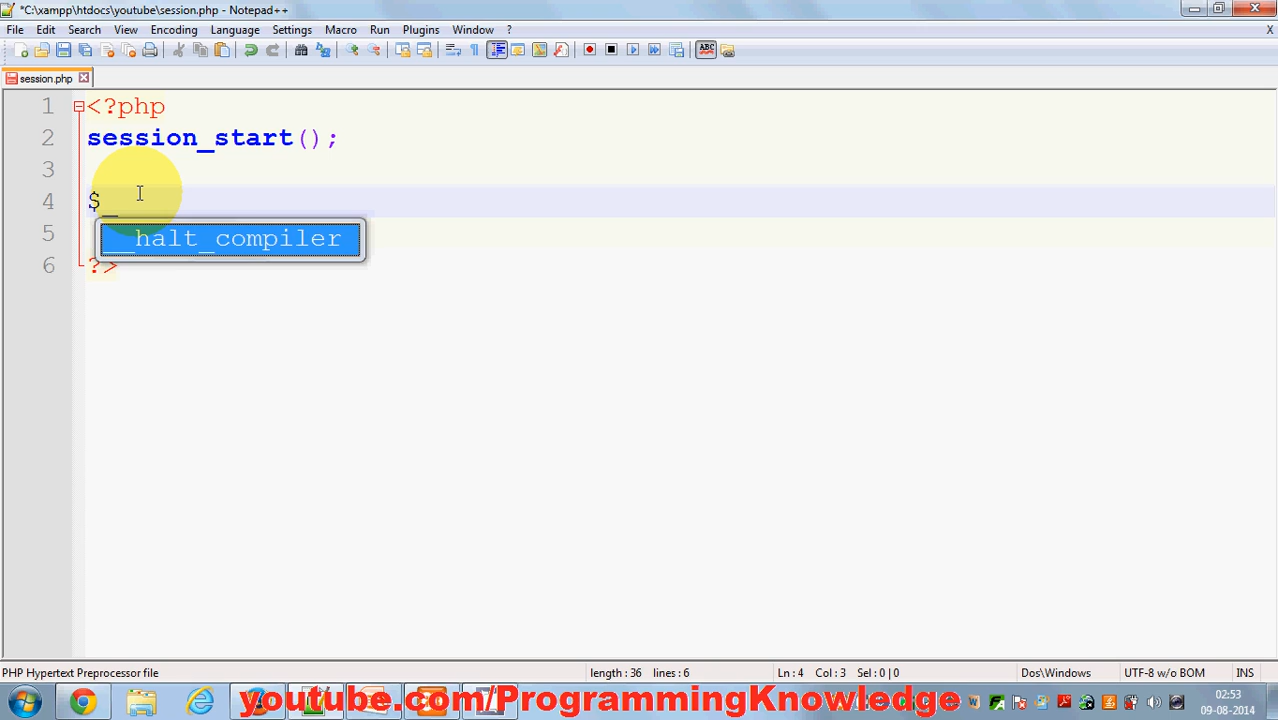 *C:\xampp\htdocs\youtube\session.php - Notepad++
File Edit Search View Encoding Language Settings Macro Run Plugins Window ? X
ABC
session.php
1 <?php
2 session_start();
3
4 $_
5 __halt_compiler
6 ?>
PHP Hypertext Preprocessor file length : 36 lines : 6 Ln : 4 Col : 3 Sel : 0 | 0 Dos\Windows UTF-8 w/o BOM INS
youtube.com/ProgrammingKnowledge
02:53
09-08-2014